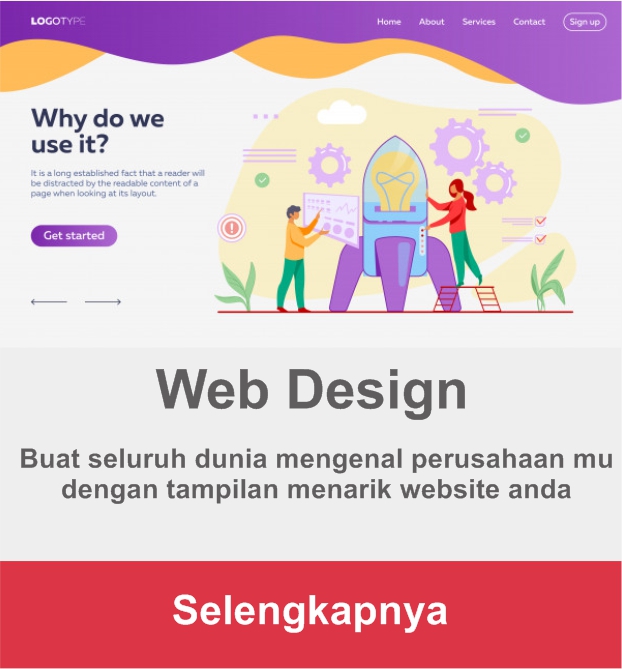 LOGOTYPE
Home About Services Contact Sign up
Why do we
use it?
It is a long established fact that a reader will
be distracted by the readable content of a
page when looking at its layout.
Get started
Web Design
Buat seluruh dunia mengenal perusahaan mu
dengan tampilan menarik website anda
Selengkapnya